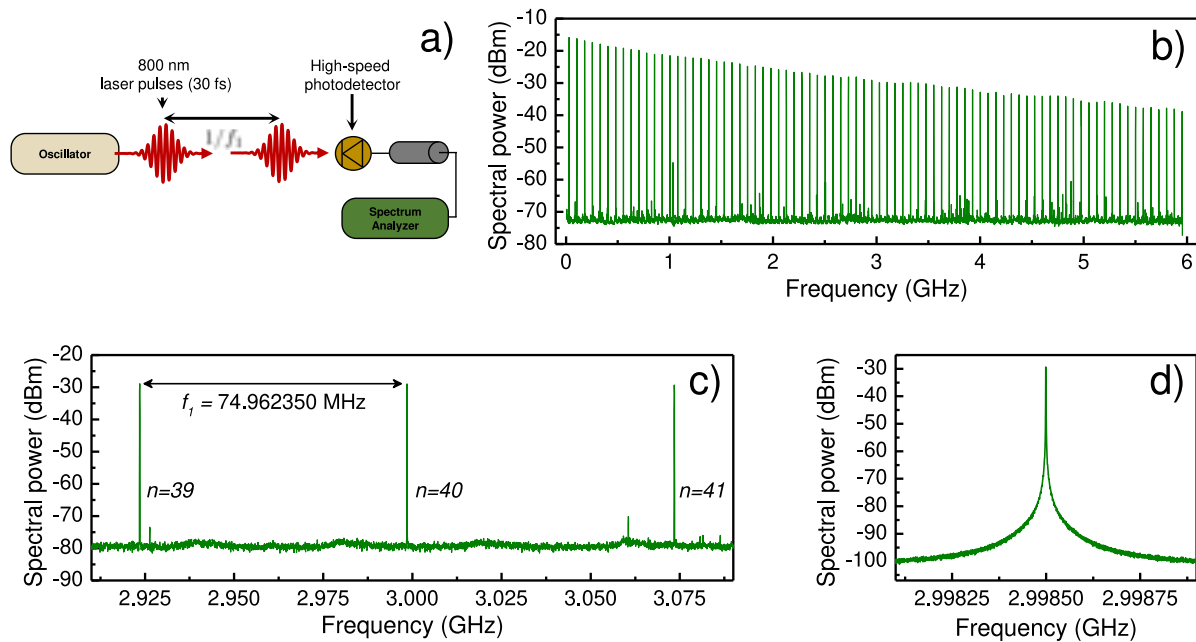 a)
800 nm
laser pulses (30 fs)
High-speed
photodetector
1/f₁
Oscillator
Spectrum
Analyzer
b)
Spectral power (dBm)
-10
-20
-30
-40
-50
-60
-70
-80
0 1 2 3 4 5 6
Frequency (GHz)
c)
Spectral power (dBm)
-20
-30
-40
-50
-60
-70
-80
-90
f₁ = 74.962350 MHz
n=39
n=40
n=41
2.925 2.950 2.975 3.000 3.025 3.050 3.075
Frequency (GHz)
d)
Spectral power (dBm)
-30
-40
-50
-60
-70
-80
-90
-100
2.99825 2.99850 2.99875
Frequency (GHz)